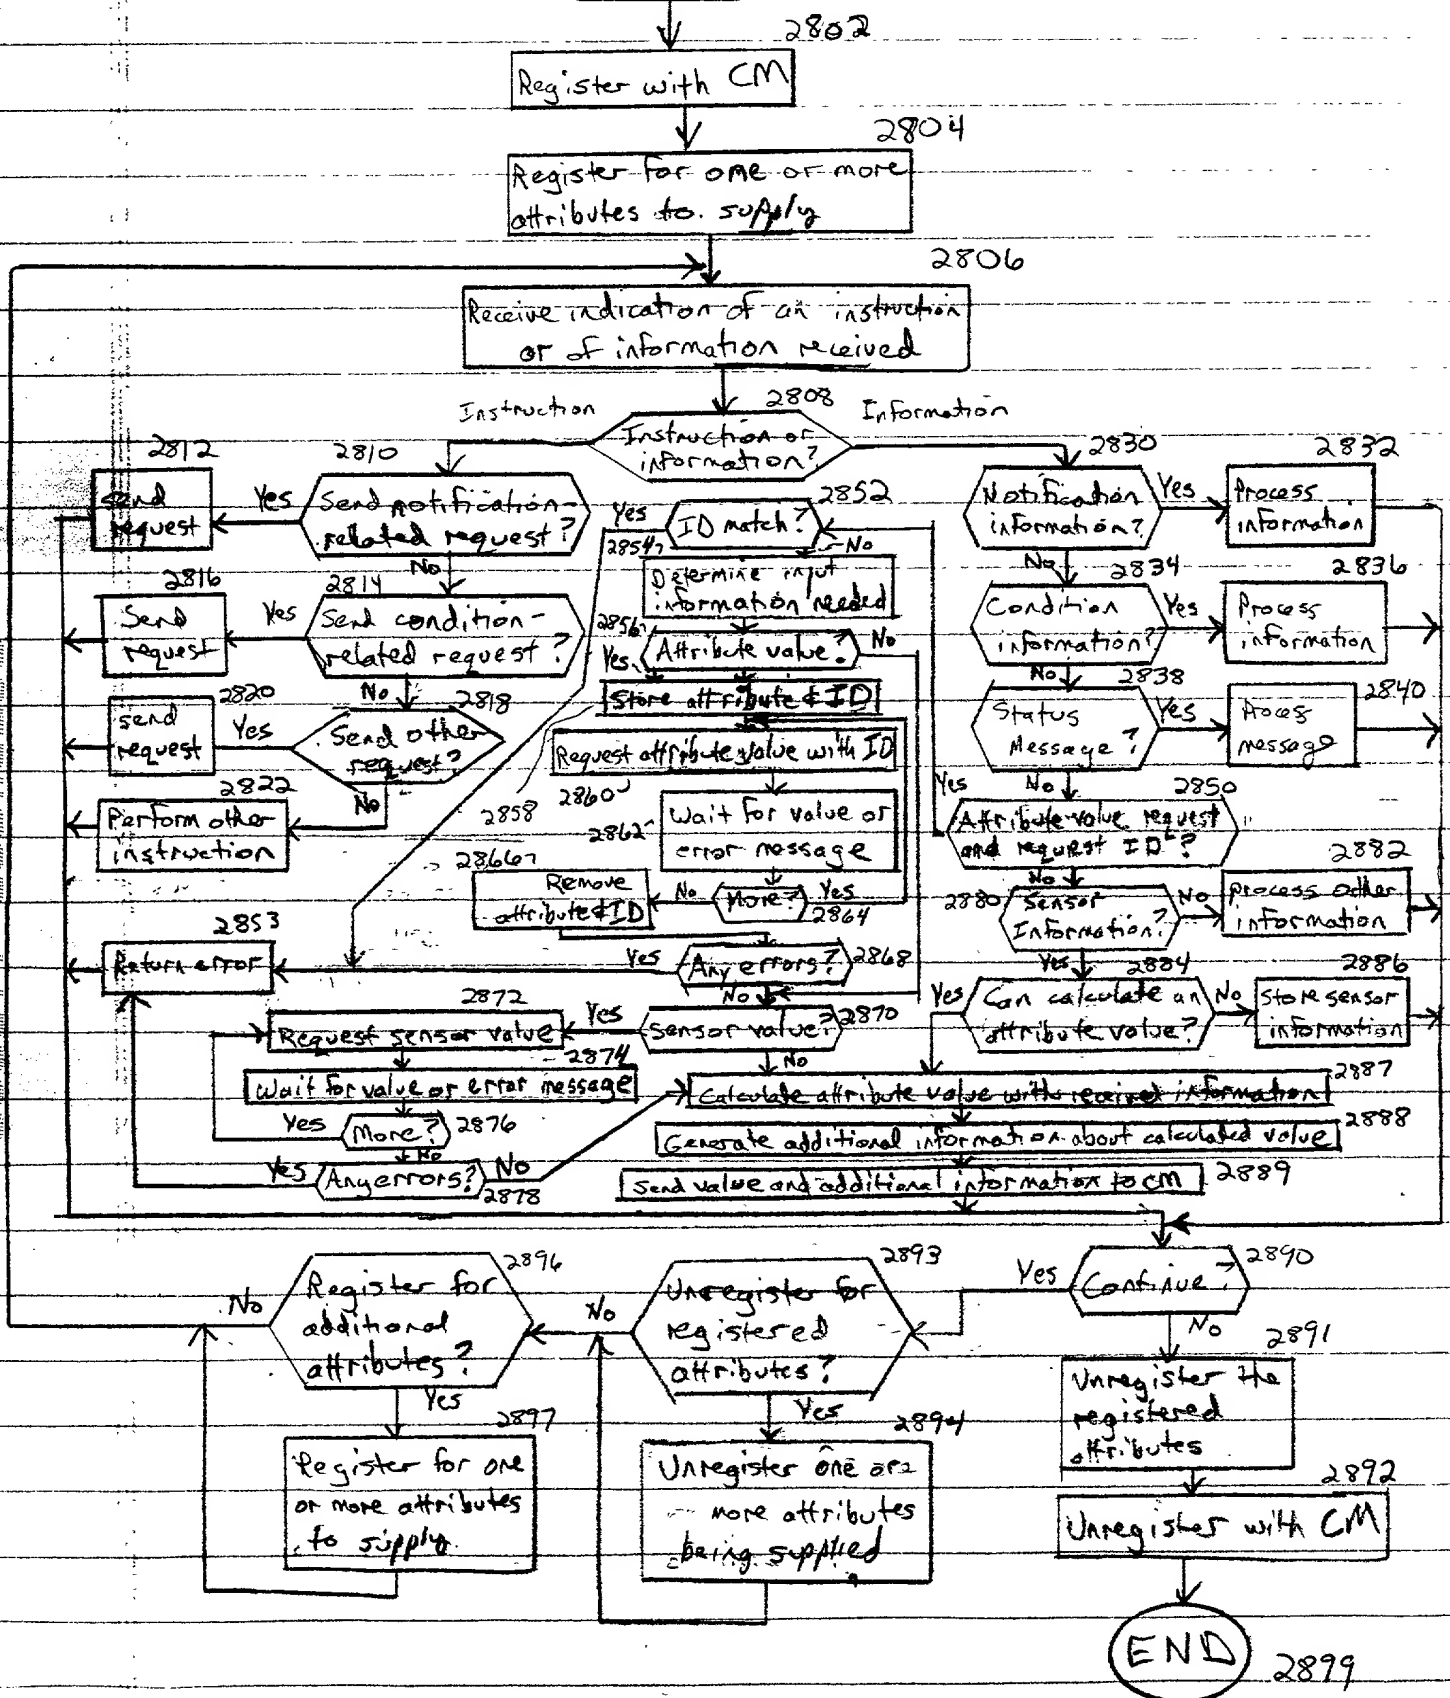 2802
Register with CM
2804
Register for one or more
attributes to supply
2806
Receive indication of an instruction
or of information received
2808
Instruction
Information
Instruction or
information?
2812
2810
Send
request
Yes
Send notification-
related request?
No
2816
2814
Send
request
Yes
Send condition-
related request?
No
2820
2818
Send
request
Yes
Send other
request?
No
2822
Perform other
instruction
2853
Return error
2852
Yes
ID match?
No
2854
Determine input
information needed
2856
Attribute value?
No
Yes
Store attribute & ID
2858
Request attribute value with ID
2860
Wait for value or
error message
2862
2866
Remove
attribute & ID
No
More?
Yes
2864
Yes
Any errors?
2868
No
2872
Request sensor value
Yes
Sensor value?
2870
No
2874
Wait for value or error message
Yes
More?
2876
No
Yes
Any errors?
No
2878
2830
2832
Notification
information?
Yes
Process
information
No
2834
2836
Condition
information?
Yes
Process
information
No
2838
2840
Status
Message?
Yes
Process
message
No
2850
Yes
Attribute value request
and request ID?
No
2882
2880
Sensor
Information?
No
Process other
information
Yes
2884
2886
Yes
Can calculate an
attribute value?
No
Store sensor
information
2887
Calculate attribute value with received information
2888
Generate additional information about calculated value
Send value and additional information to CM
2889
2890
Yes
Continue?
No
2891
Unregister the
registered
attributes
2892
Unregister with CM
END
2899
2893
No
Unregister for
registered
attributes?
Yes
2894
Unregister one or
more attributes
being supplied
2896
No
Register for
additional
attributes?
Yes
2897
Register for one
or more attributes
to supply